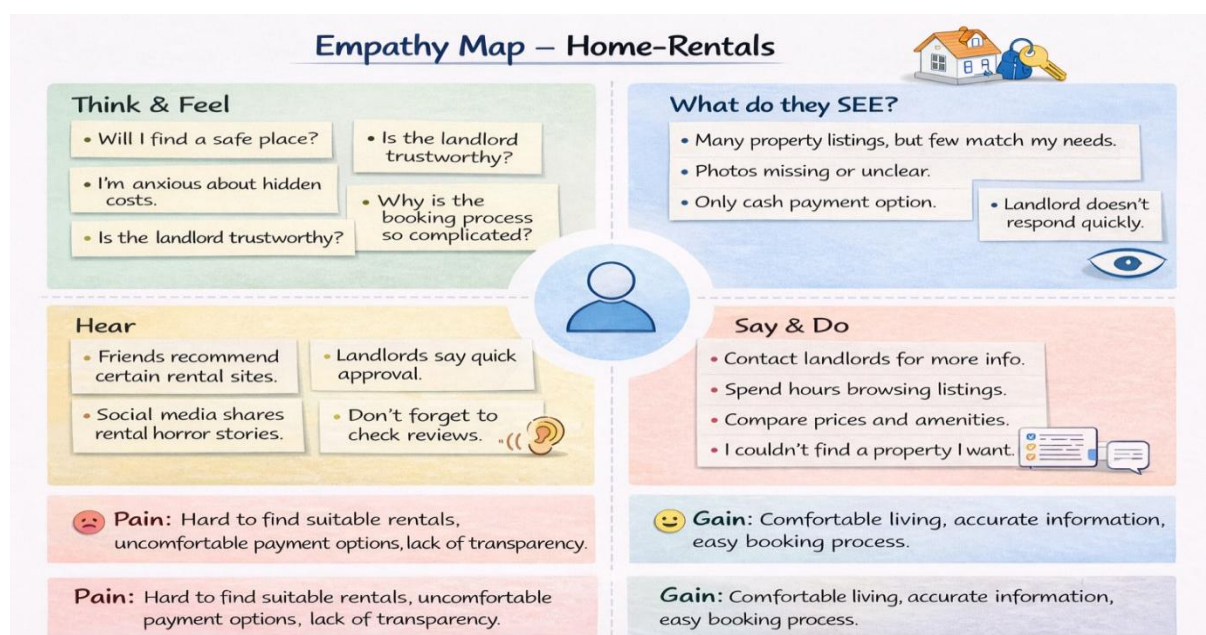 Empathy Map – Home-Rentals
Think & Feel
• Will I find a safe place?
• I'm anxious about hidden
costs.
• Is the landlord trustworthy?
• Is the landlord
trustworthy?
• Why is the
booking process
so complicated?
What do they SEE?
• Many property listings, but few match my needs.
• Photos missing or unclear.
• Only cash payment option.
• Landlord doesn't
respond quickly.
Hear
• Friends recommend
certain rental sites.
• Social media shares
rental horror stories.
• Landlords say quick
approval.
• Don't forget to
check reviews.
Say & Do
• Contact landlords for more info.
• Spend hours browsing listings.
• Compare prices and amenities.
• I couldn't find a property I want.
Pain: Hard to find suitable rentals,
uncomfortable payment options, lack of transparency.
Gain: Comfortable living, accurate information,
easy booking process.
Pain: Hard to find suitable rentals, uncomfortable
payment options, lack of transparency.
Gain: Comfortable living, accurate information,
easy booking process.